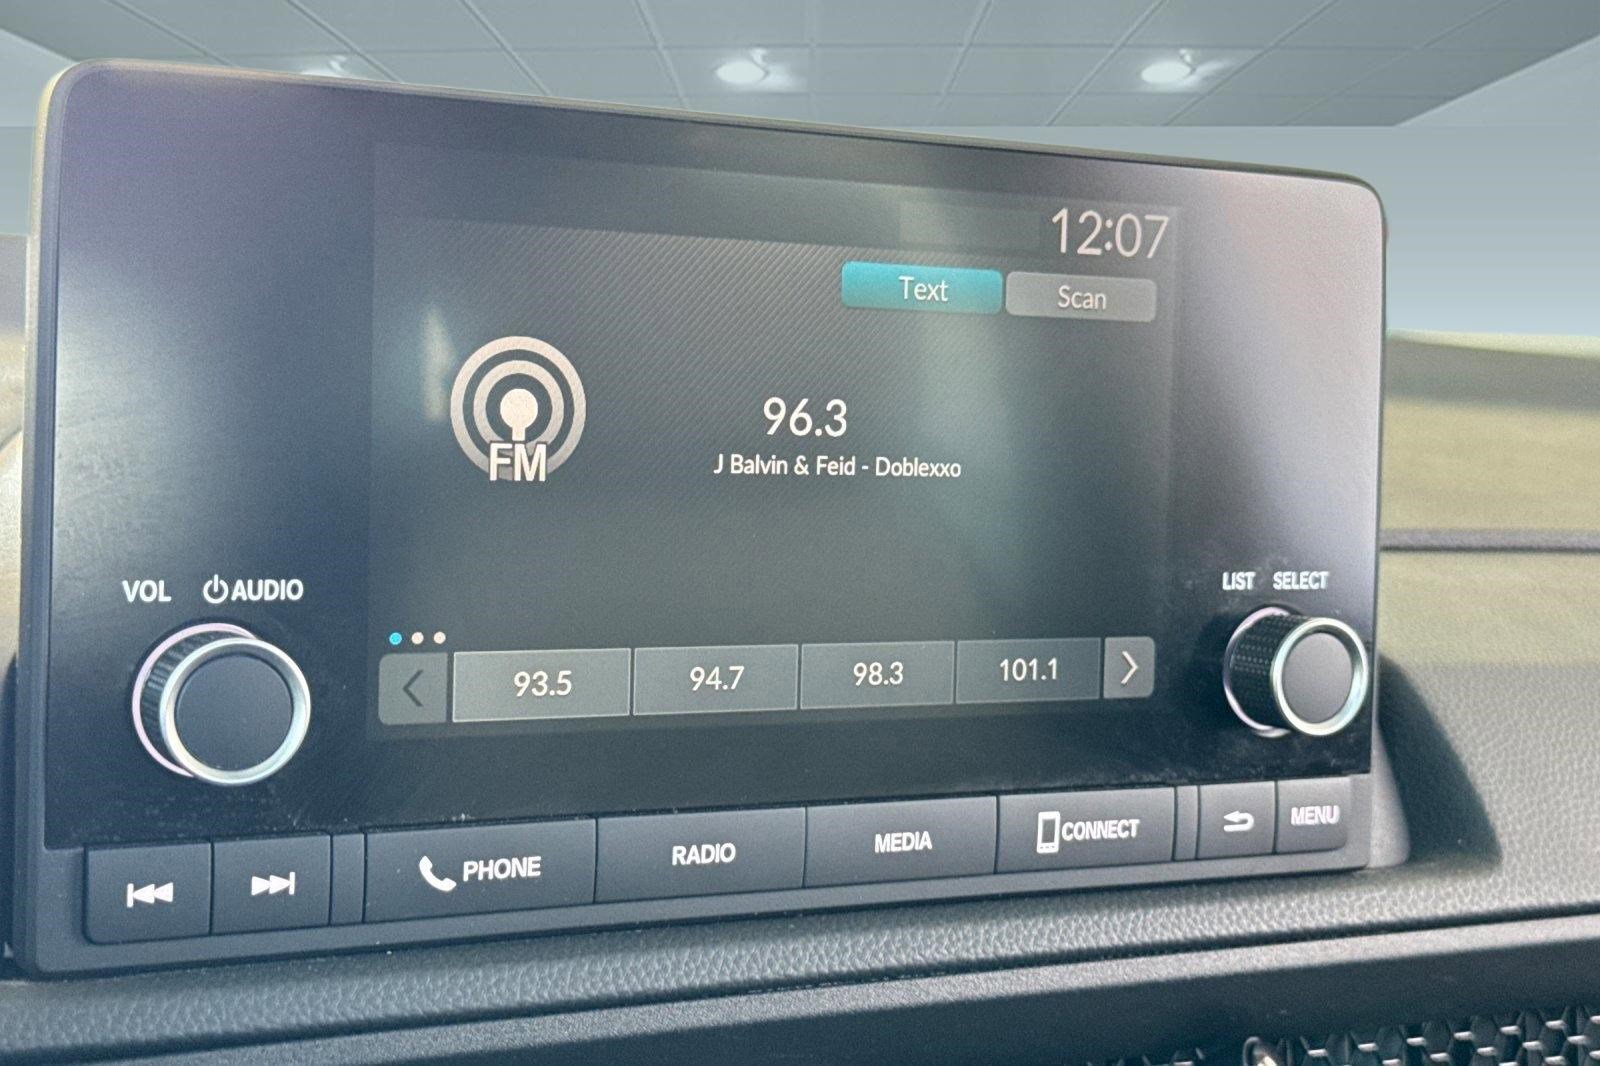 12:07
Text Scan
FM
96.3
J Balvin & Feid - Doblexxo
VOL AUDIO
LIST SELECT
93.5 94.7 98.3 101.1
PHONE RADIO MEDIA CONNECT MENU